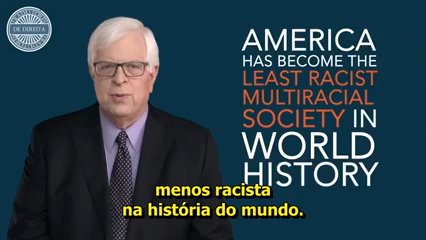 DE DIREITA
AMERICA
HAS BECOME THE
LEAST RACIST
MULTIRACIAL
SOCIETY IN
WORLD
HISTORY
menos racista
na história do mundo.